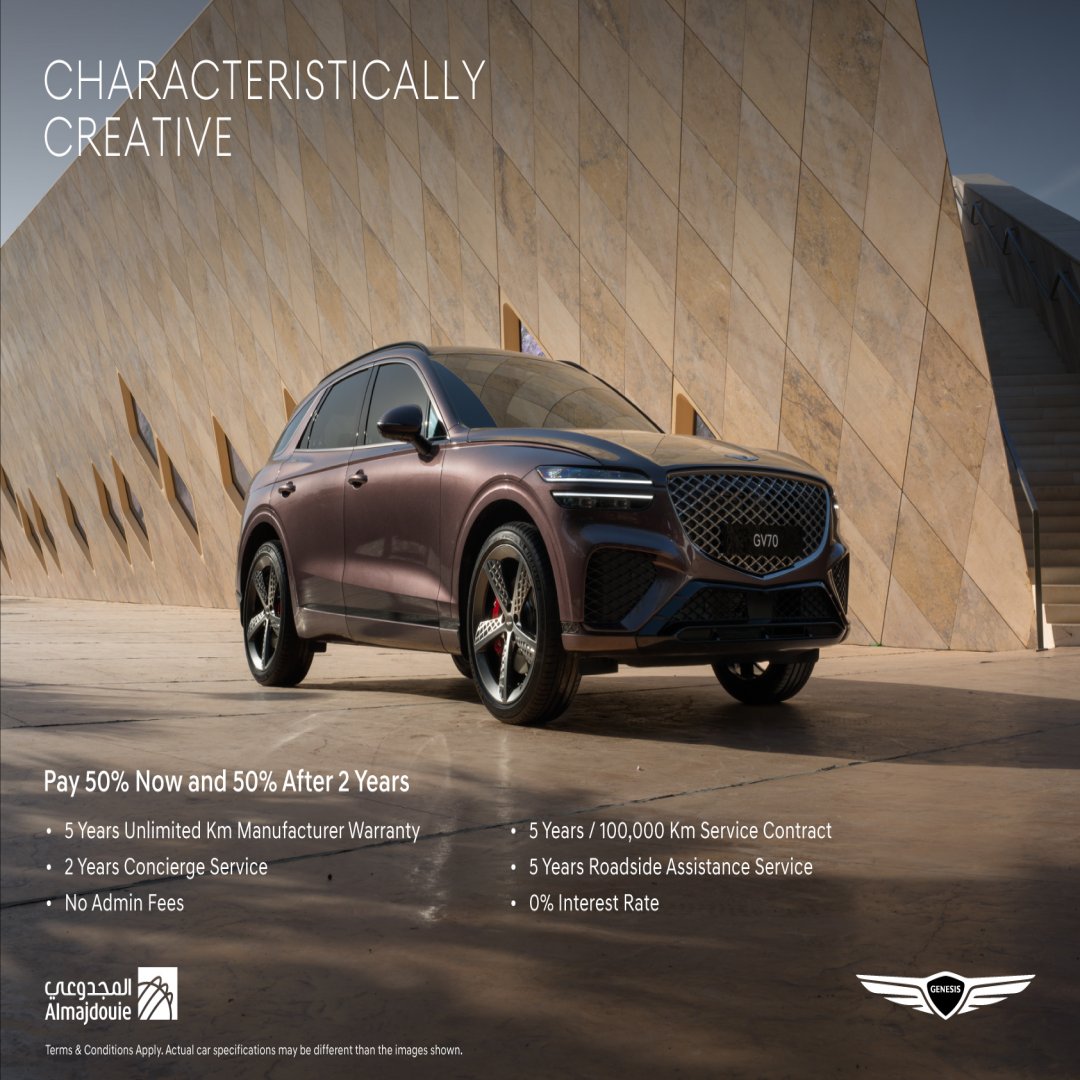 CHARACTERISTICALLY
CREATIVE
GV70
Pay 50% Now and 50% After 2 Years
• 5 Years Unlimited Km Manufacturer Warranty
• 2 Years Concierge Service
• No Admin Fees
• 5 Years / 100,000 Km Service Contract
• 5 Years Roadside Assistance Service
• 0% Interest Rate
المجدوعي
Almajdouie
GENESIS
Terms & Conditions Apply. Actual car specifications may be different than the images shown.